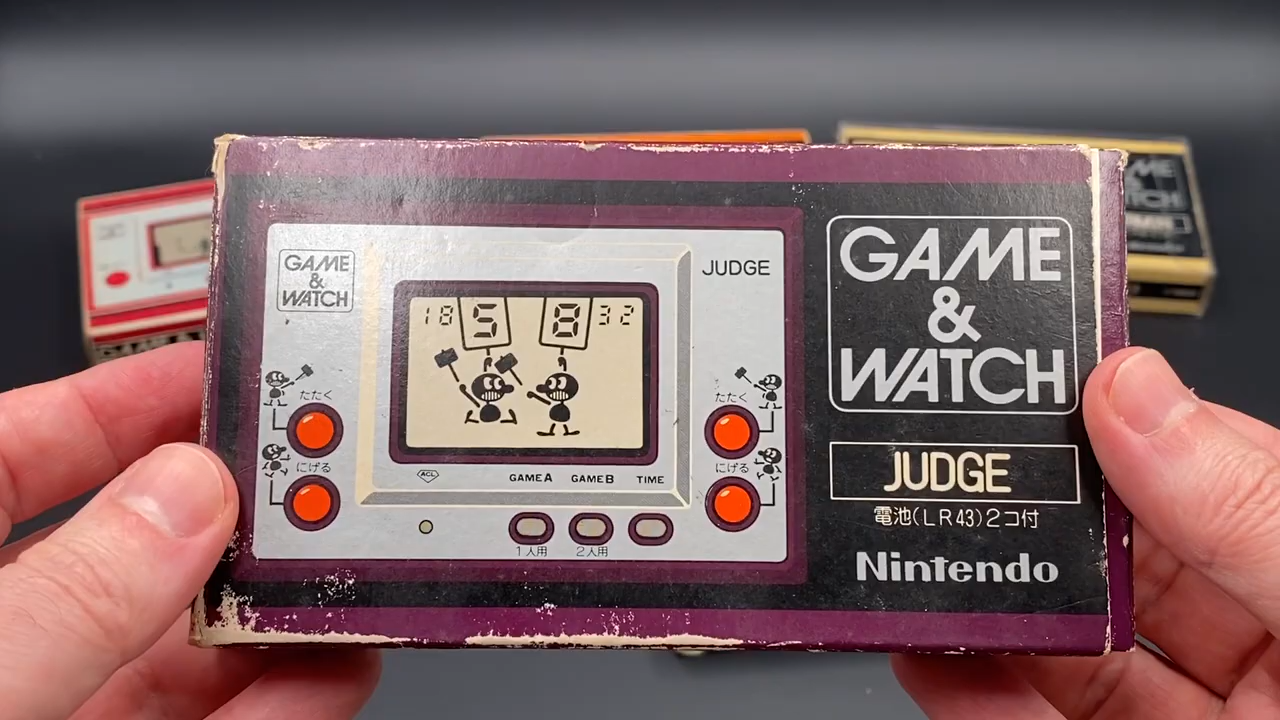 GAME
&
WATCH
JUDGE
18 5 8 32
たたく
たたく
にげる
にげる
ACL
GAME A GAME B TIME
1人用 2人用
GAME
&
WATCH
JUDGE
電池(LR43)2コ付
Nintendo